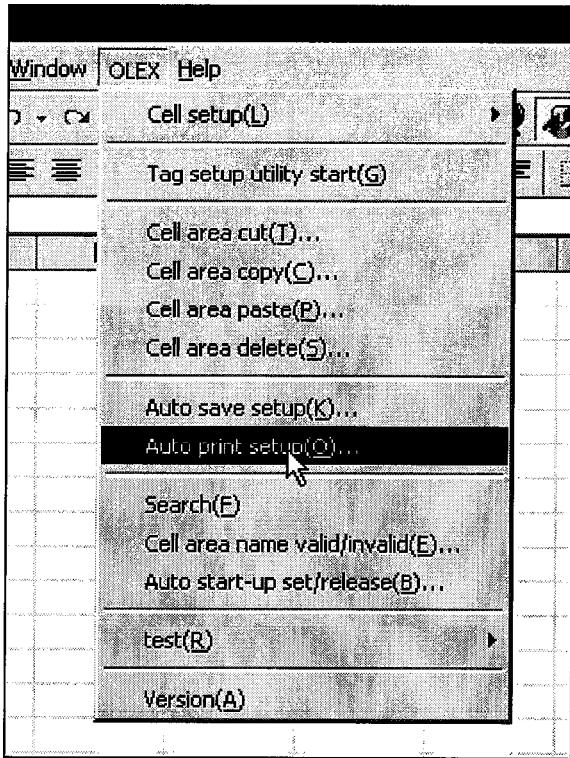 Window OLEX Help
Cell setup(L)
Tag setup utility start(G)
Cell area cut(T)...
Cell area copy(C)...
Cell area paste(P)...
Cell area delete(S)...
Auto save setup(K)...
Auto print setup(O)...
Search(F)
Cell area name valid/invalid(E)...
Auto start-up set/release(B)...
test(R)
Version(A)